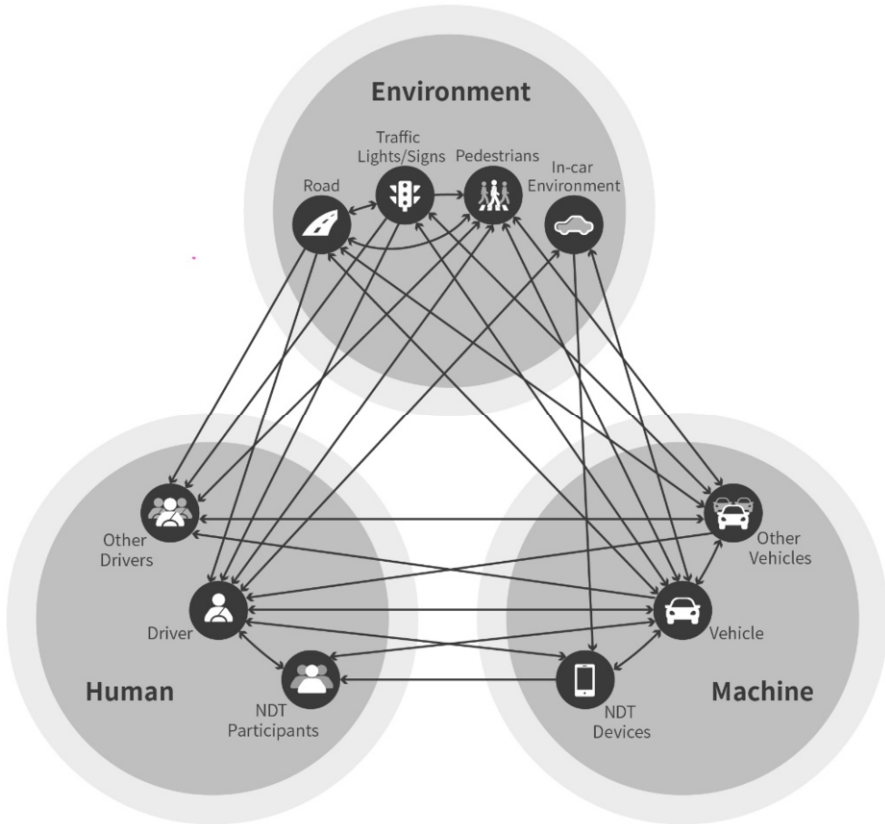 Environment
Traffic
Lights/Signs
Pedestrians
In-car
Environment
Road
Other
Drivers
Other
Vehicles
Driver
Vehicle
Human
NDT
Participants
NDT
Devices
Machine